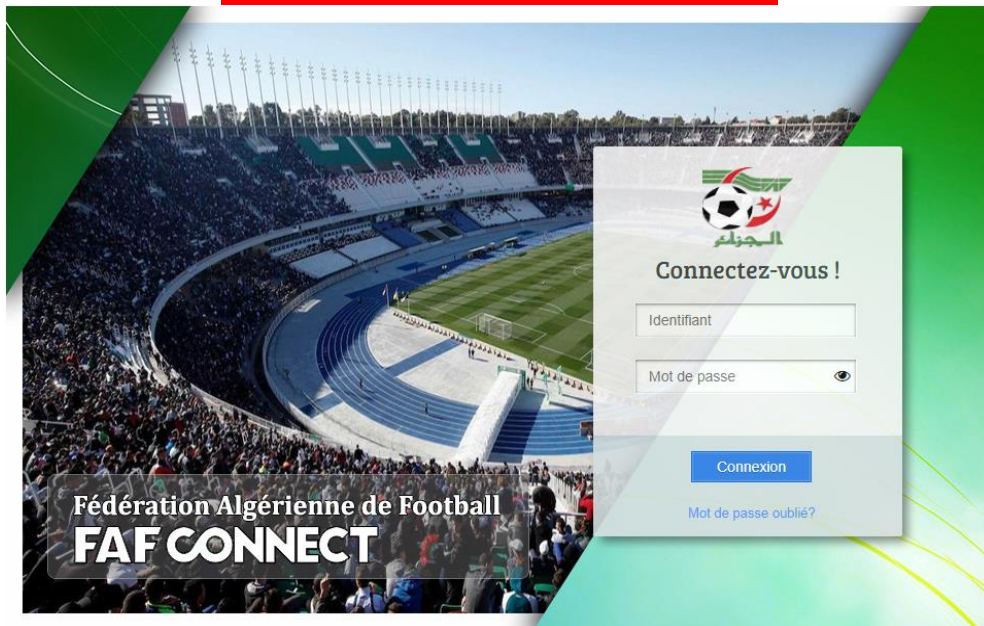 الجزائر
Connectez-vous !
Identifiant
Mot de passe
Connexion
Mot de passe oublié?
Fédération Algérienne de Football
FAF CONNECT